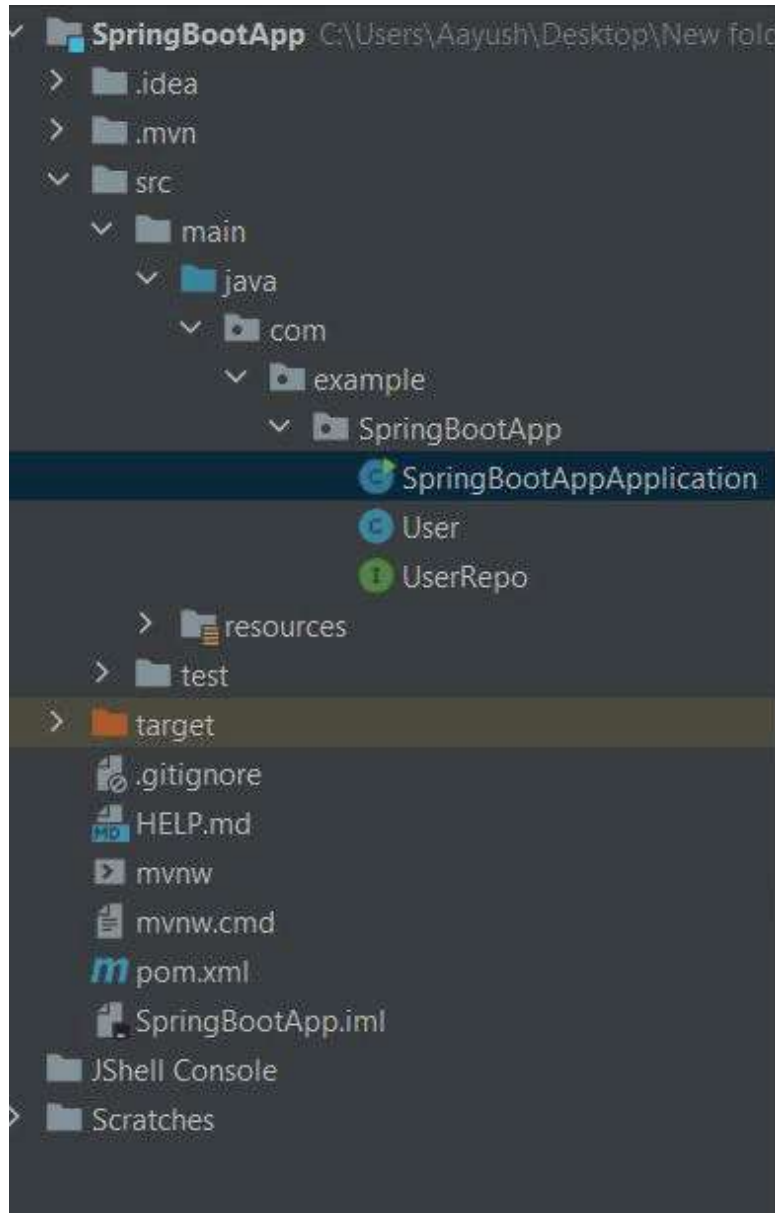 SpringBootApp C:\Users\Aayush\Desktop\New folc
.idea
.mvn
src
main
java
com
example
SpringBootApp
SpringBootAppApplication
User
UserRepo
resources
test
target
.gitignore
HELP.md
mvnw
mvnw.cmd
pom.xml
SpringBootApp.iml
JShell Console
Scratches